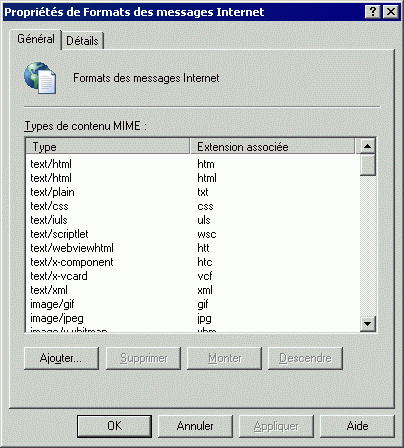 Propriétés de Formats des messages Internet
Général Détails
Formats des messages Internet
Types de contenu MIME :
Type Extension associée
text/html htm
text/html html
text/plain txt
text/css css
text/iuls uls
text/scriptlet wsc
text/webviewhtml htt
text/x-component htc
text/x-vcard vcf
text/xml xml
image/gif gif
image/jpeg jpg
Ajouter... Supprimer Monter Descendre
OK Annuler Appliquer Aide